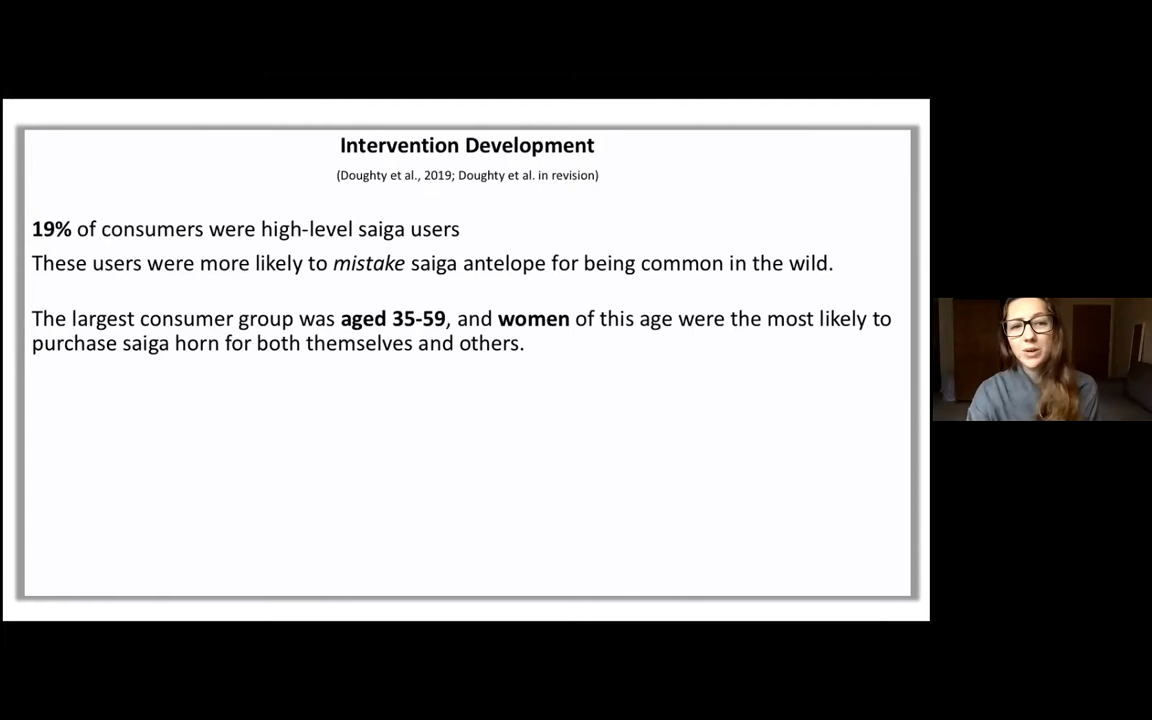 Intervention Development
(Doughty et al., 2019; Doughty et al. in revision)
19% of consumers were high-level saiga users
These users were more likely to mistake saiga antelope for being common in the wild.
The largest consumer group was aged 35-59, and women of this age were the most likely to
purchase saiga horn for both themselves and others.